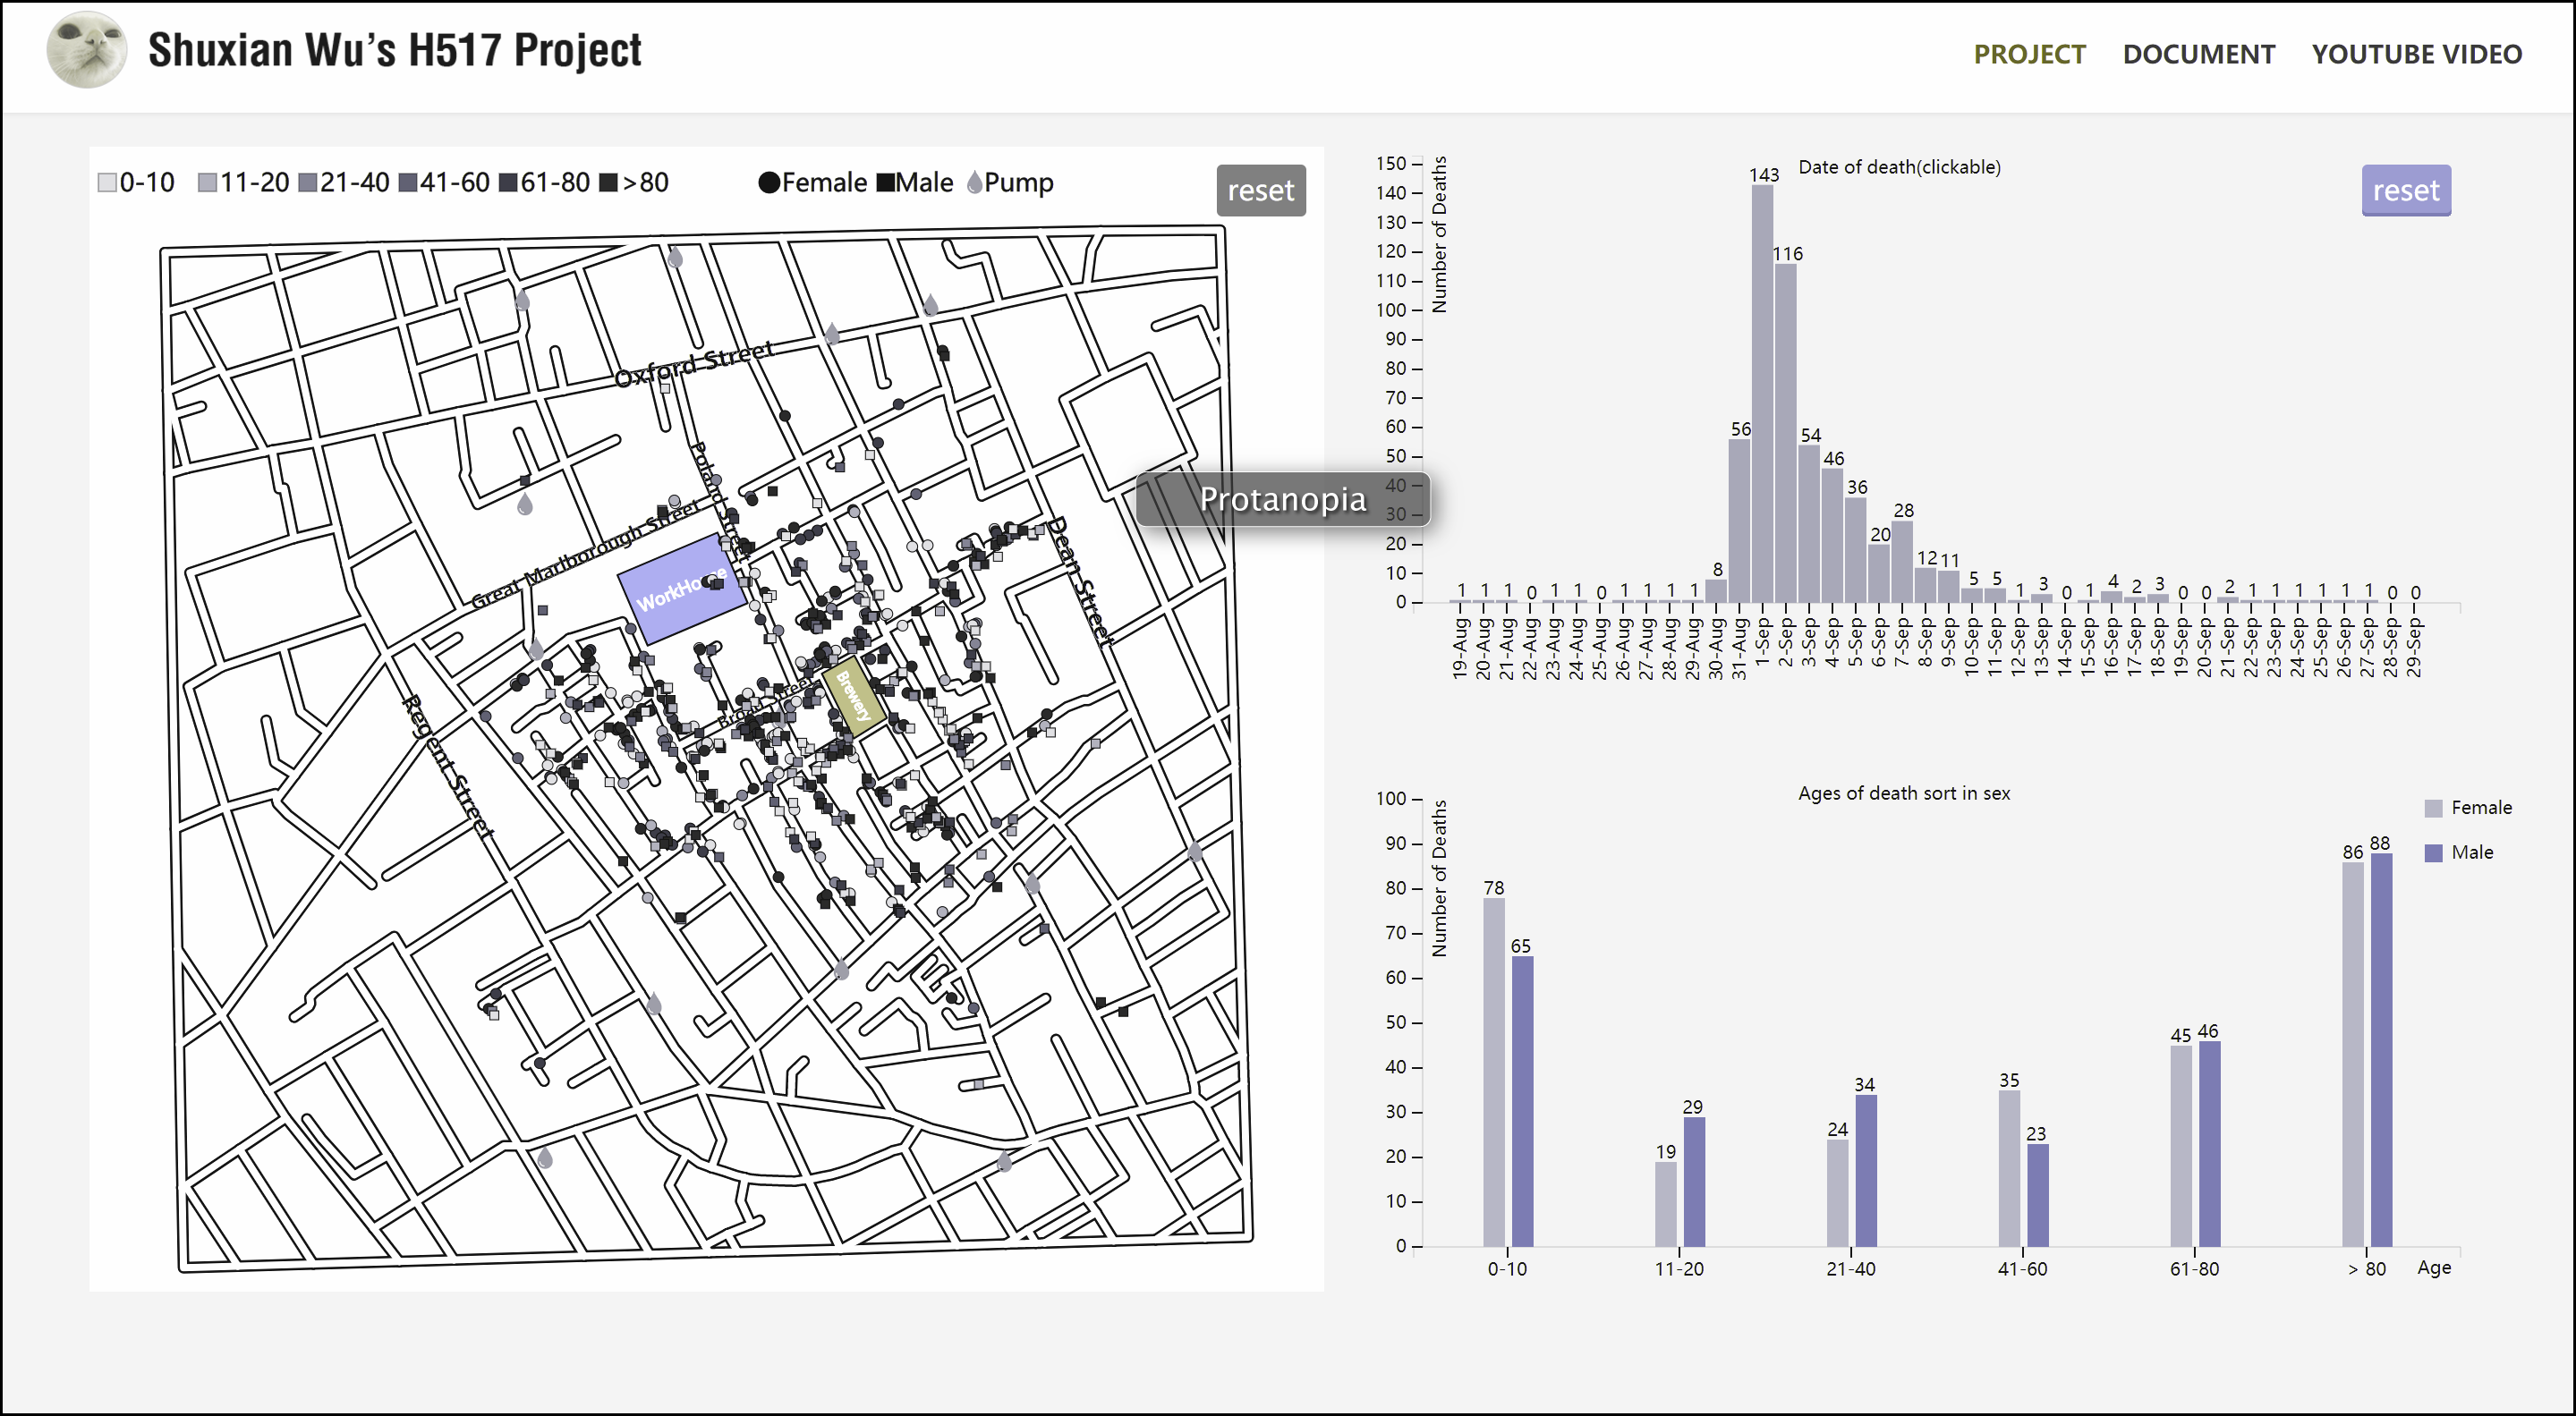 Shuxian Wu's H517 Project
PROJECT DOCUMENT YOUTUBE VIDEO
0-10 11-20 21-40 41-60 61-80 >80 Female Male Pump
reset
Oxford Street
Poland Street
Great Marlborough Street
WorkHouse
Dean Street
Broad Street
Brewery
Regent Street
Protanopia
Date of death(clickable)
reset
Number of Deaths
150
140
130
120
110
100
90
80
70
60
50
40
30
20
10
0
1 1 1 0 1 1 0 1 1 1 1 8 56 143 116 54 46 36 20 28 12 11 5 5 1 3 0 1 4 2 3 0 0 2 1 1 1 1 1 1 0 0
19-Aug 20-Aug 21-Aug 22-Aug 23-Aug 24-Aug 25-Aug 26-Aug 27-Aug 28-Aug 29-Aug 30-Aug 31-Aug 1-Sep 2-Sep 3-Sep 4-Sep 5-Sep 6-Sep 7-Sep 8-Sep 9-Sep 10-Sep 11-Sep 12-Sep 13-Sep 14-Sep 15-Sep 16-Sep 17-Sep 18-Sep 19-Sep 20-Sep 21-Sep 22-Sep 23-Sep 24-Sep 25-Sep 26-Sep 27-Sep 28-Sep 29-Sep
Ages of death sort in sex
Female
Male
Number of Deaths
100
90
80
70
60
50
40
30
20
10
0
78 65 19 29 24 34 35 23 45 46 86 88
0-10 11-20 21-40 41-60 61-80 > 80 Age